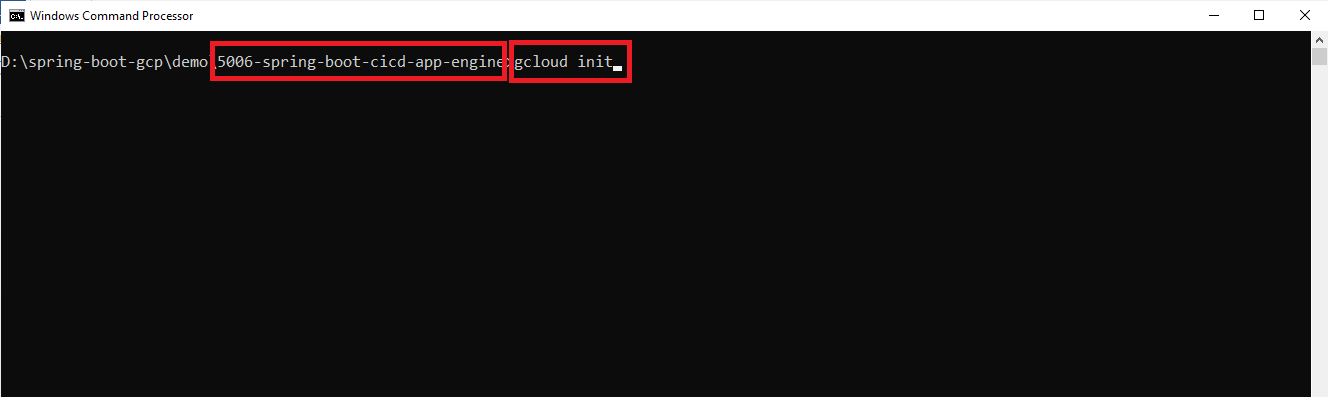 Windows Command Processor
D:\spring-boot-gcp\demo\5006-spring-boot-cicd-app-engine>gcloud init